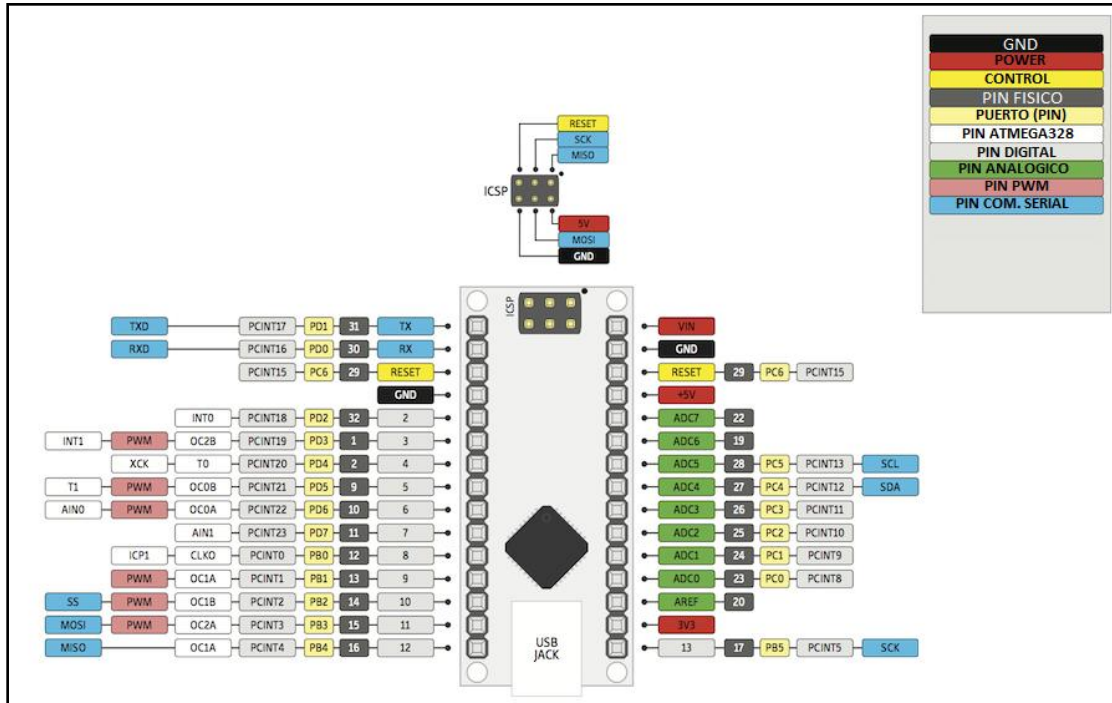 GND
POWER
CONTROL
PIN FISICO
PUERTO (PIN)
PIN ATMEGA328
PIN DIGITAL
PIN ANALOGICO
PIN PWM
PIN COM. SERIAL
RESET
SCK
MISO
ICSP
5V
MOSI
GND
ICSP
TXD PCINT17 PD1 31 TX VIN
RXD PCINT16 PD0 30 RX GND
PCINT15 PC6 29 RESET RESET 29 PC6 PCINT15
GND +5V
INT0 PCINT18 PD2 32 2 ADC7 22
INT1 PWM OC2B PCINT19 PD3 1 3 ADC6 19
XCK T0 PCINT20 PD4 2 4 ADC5 28 PC5 PCINT13 SCL
T1 PWM OC0B PCINT21 PD5 9 5 ADC4 27 PC4 PCINT12 SDA
AIN0 PWM OC0A PCINT22 PD6 10 6 ADC3 26 PC3 PCINT11
AIN1 PCINT23 PD7 11 7 ADC2 25 PC2 PCINT10
ICP1 CLKO PCINT0 PB0 12 8 ADC1 24 PC1 PCINT9
PWM OC1A PCINT1 PB1 13 9 ADC0 23 PC0 PCINT8
SS PWM OC1B PCINT2 PB2 14 10 AREF 20
MOSI PWM OC2A PCINT3 PB3 15 11 3V3
MISO OC1A PCINT4 PB4 16 12 13 17 PB5 PCINT5 SCK
USB
JACK